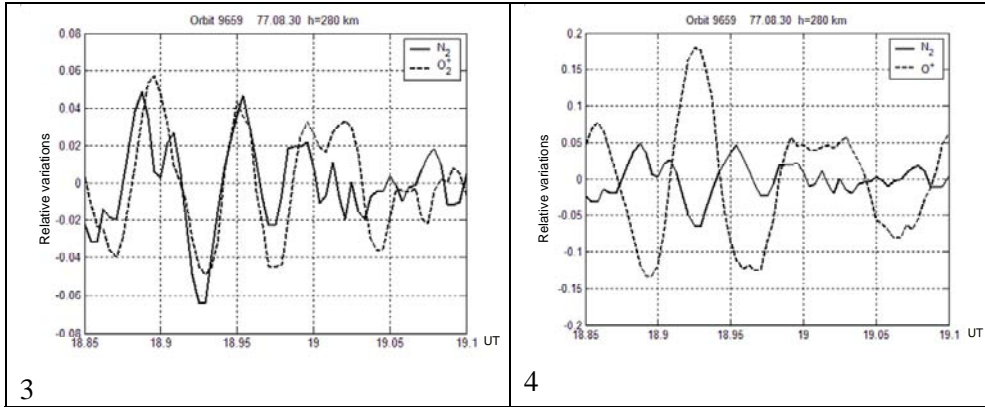 Orbit 9659 77.08.30 h=280 km
0.08
0.06
0.04
0.02
0
-0.02
-0.04
-0.06
-0.08
Relative variations
N2
O2+
18.85 18.9 18.95 19 19.05 19.1 UT
3
Orbit 9659 77.08.30 h=280 km
0.2
0.15
0.1
0.05
0
-0.05
-0.1
-0.15
-0.2
Relative variations
N2
O+
18.85 18.9 18.95 19 19.05 19.1 UT
4